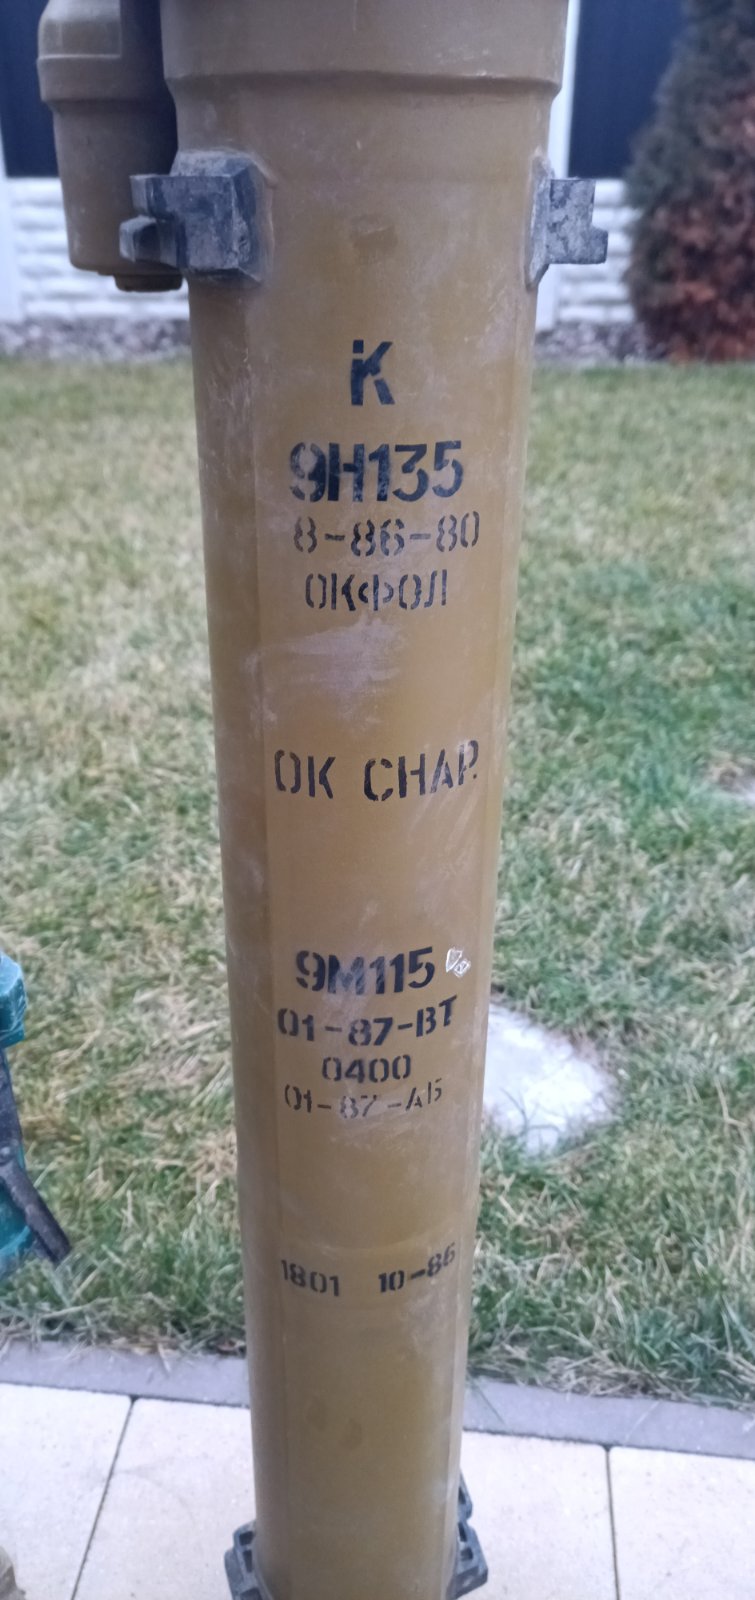 К
9Н135
8-86-80
ОКФОЛ
ОК СНАР.
9М115
01-87-ВТ
0400
01-87-АБ
1801 10-86